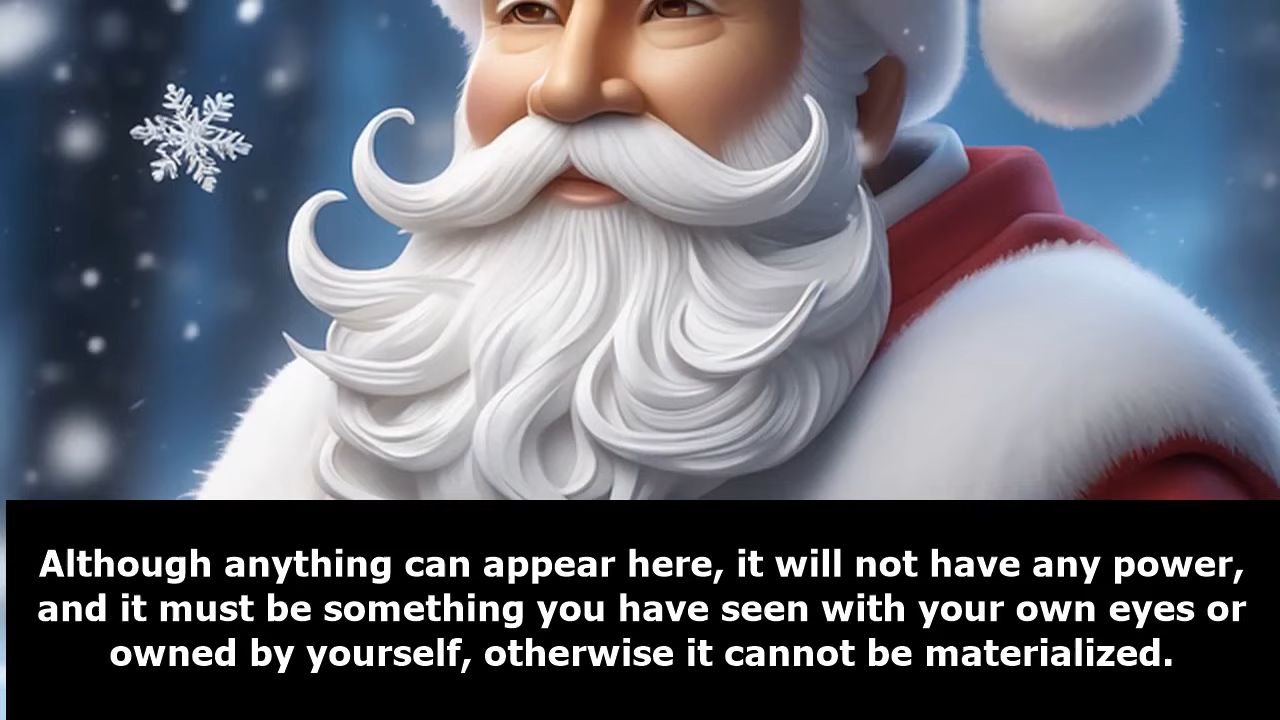 Although anything can appear here, it will not have any power,
and it must be something you have seen with your own eyes or
owned by yourself, otherwise it cannot be materialized.